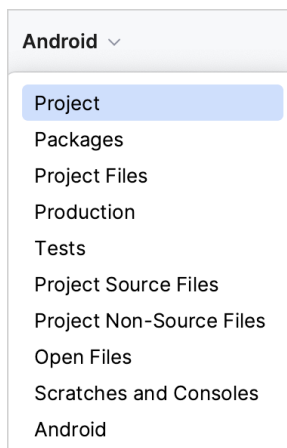 Android
Project
Packages
Project Files
Production
Tests
Project Source Files
Project Non-Source Files
Open Files
Scratches and Consoles
Android